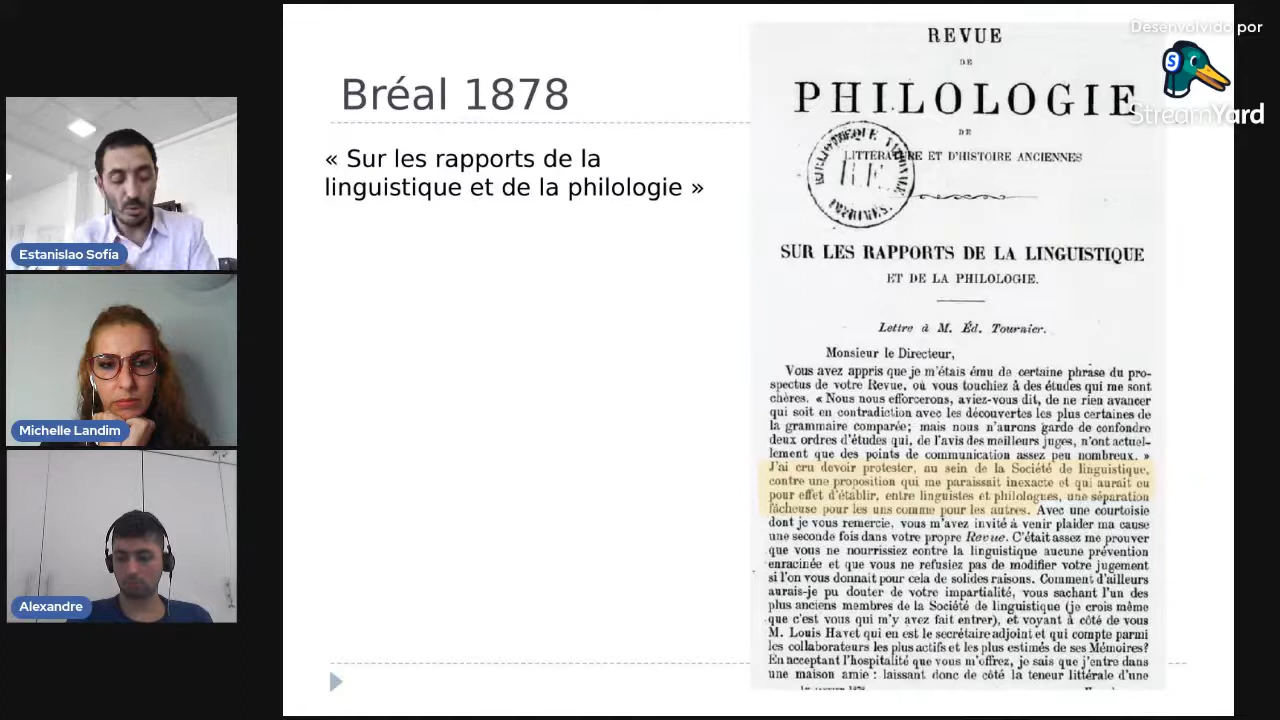 Desenvolvido por
StreamYard
Estanislao Sofía
Michelle Landim
Alexandre
Bréal 1878
« Sur les rapports de la
linguistique et de la philologie »
REVUE
DE
PHILOLOGIE
DE
LITTÉRATURE ET D'HISTOIRE ANCIENNES
SUR LES RAPPORTS DE LA LINGUISTIQUE
ET DE LA PHILOLOGIE.
Lettre à M. Éd. Tournier.
Monsieur le Directeur,
Vous avez appris que je m'étais ému de certaine phrase du pro-
spectus de votre Revue, où vous touchiez à des études qui me sont
chères. « Nous nous efforcerons, aviez-vous dit, de ne rien avancer
qui soit en contradiction avec les découvertes les plus certaines de
la grammaire comparée; mais nous n'aurons garde de confondre
deux ordres d'études qui, de l'avis des meilleurs juges, n'ont actuel-
lement que des points de communication assez peu nombreux. »
J'ai cru devoir protester, au sein de la Société de linguistique,
contre une proposition qui me paraissait inexacte et qui aurait eu
pour effet d'établir, entre linguistes et philologues, une séparation
fâcheuse pour les uns comme pour les autres. Avec une courtoisie
dont je vous remercie, vous m'avez invité à venir plaider ma cause
une seconde fois dans votre propre Revue. C'était assez me prouver
que vous ne nourrissiez contre la linguistique aucune prévention
enracinée et que vous ne refusiez pas de modifier votre jugement
si l'on vous donnait pour cela de solides raisons. Comment d'ailleurs
aurais-je pu douter de votre impartialité, vous sachant l'un des
plus anciens membres de la Société de linguistique (je crois même
que c'est vous qui m'y avez fait entrer), et voyant à côté de vous
M. Louis Havet qui en est le secrétaire adjoint et qui compte parmi
les collaborateurs les plus actifs et les plus estimés de ses Mémoires?
En acceptant l'hospitalité que vous m'offrez, je sais que j'entre dans
une maison amie : laissant donc de côté la teneur littérale d'une